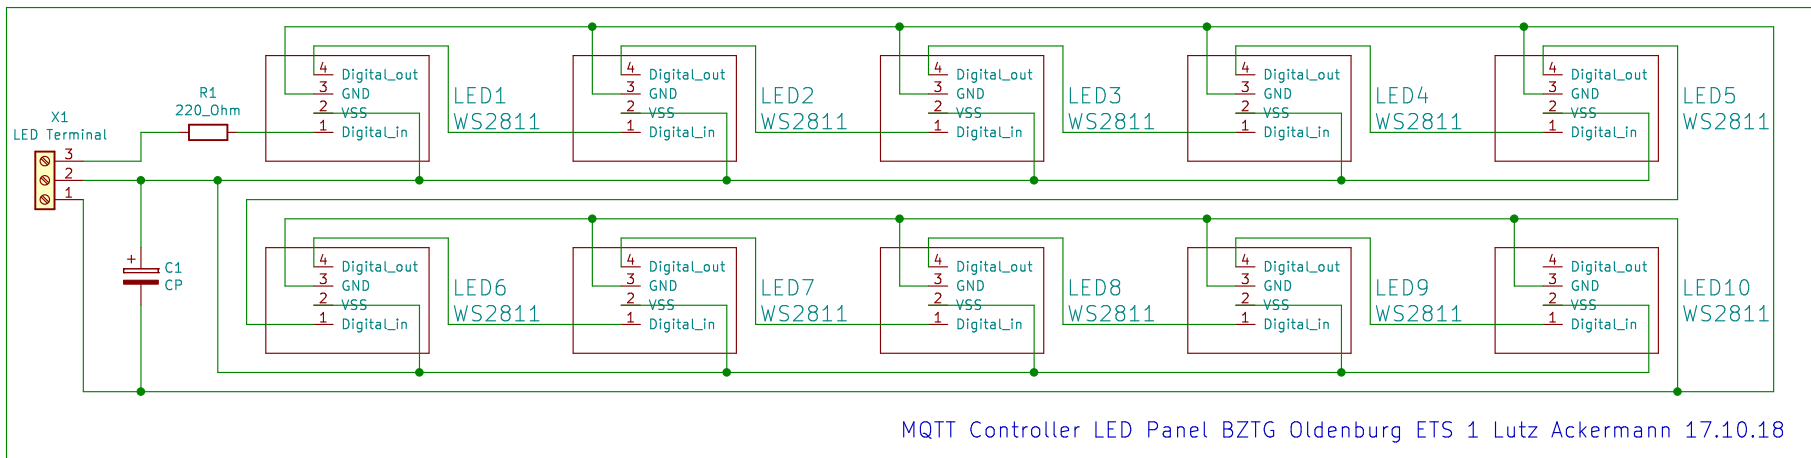 X1
LED Terminal
3
2
1
R1
220_Ohm
+
C1
CP
4 Digital_out
3 GND
2 VSS
1 Digital_in
LED1
WS2811
4 Digital_out
3 GND
2 VSS
1 Digital_in
LED2
WS2811
4 Digital_out
3 GND
2 VSS
1 Digital_in
LED3
WS2811
4 Digital_out
3 GND
2 VSS
1 Digital_in
LED4
WS2811
4 Digital_out
3 GND
2 VSS
1 Digital_in
LED5
WS2811
4 Digital_out
3 GND
2 VSS
1 Digital_in
LED6
WS2811
4 Digital_out
3 GND
2 VSS
1 Digital_in
LED7
WS2811
4 Digital_out
3 GND
2 VSS
1 Digital_in
LED8
WS2811
4 Digital_out
3 GND
2 VSS
1 Digital_in
LED9
WS2811
4 Digital_out
3 GND
2 VSS
1 Digital_in
LED10
WS2811
MQTT Controller LED Panel BZTG Oldenburg ETS 1 Lutz Ackermann 17.10.18